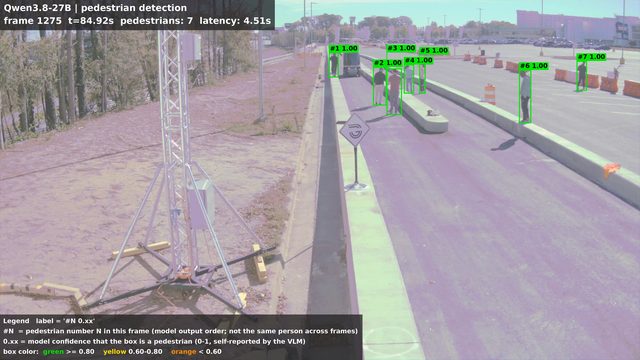 Qwen3.8-27B | pedestrian detection
frame 1275  t=84.92s  pedestrians: 7  latency: 4.51s
#1 1.00
#3 1.00
#5 1.00
#2 1.00
#4 1.00
#6 1.00
#7 1.00
Legend   label = '#N 0.xx'
#N  = pedestrian number N in this frame (model output order; not the same person across frames)
0.xx = model confidence that the box is a pedestrian (0-1, self-reported by the VLM)
box color:  green >= 0.80   yellow 0.60-0.80   orange < 0.60